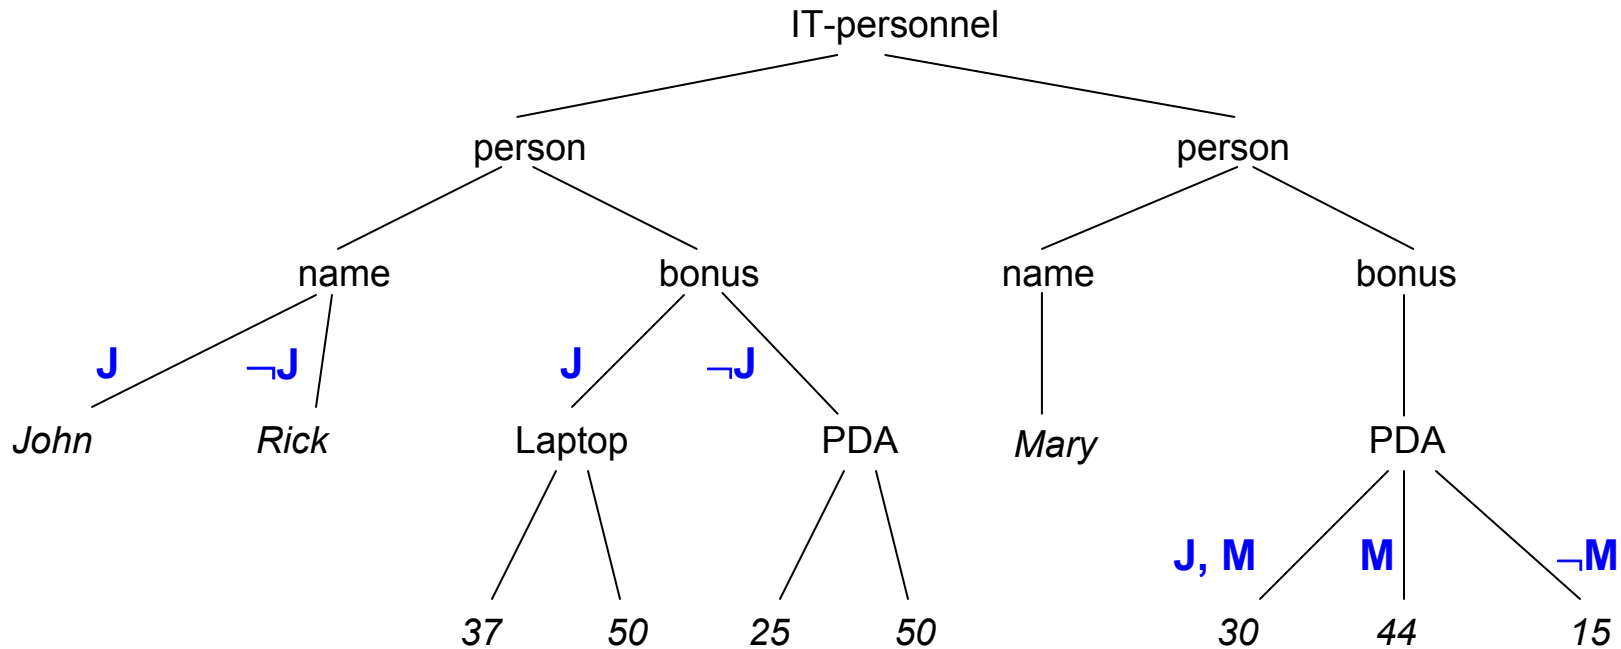 IT-personnel
person person
name bonus name bonus
J ¬J J ¬J
John Rick Laptop PDA Mary PDA
J, M M ¬M
37 50 25 50 30 44 15